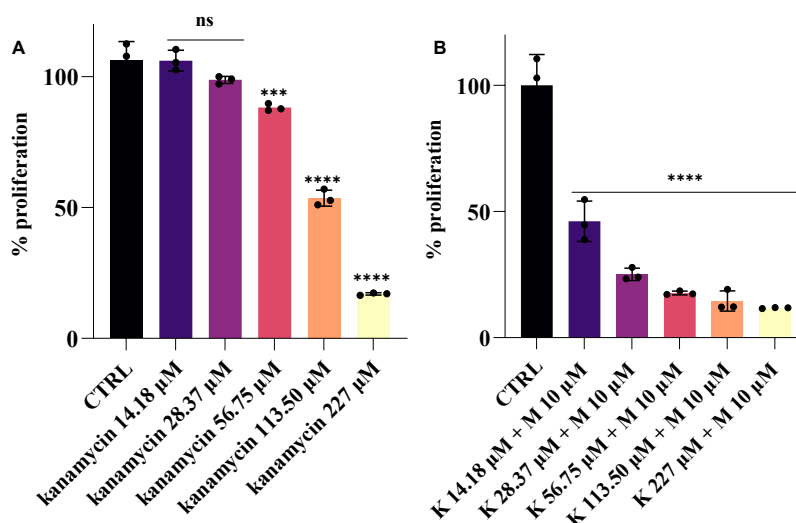 A
ns
% proliferation
100
50
0
***
****
****
CTRL
kanamycin 14.18 µM
kanamycin 28.37 µM
kanamycin 56.75 µM
kanamycin 113.50 µM
kanamycin 227 µM
B
% proliferation
100
50
0
****
CTRL
K 14.18 µM + M 10 µM
K 28.37 µM + M 10 µM
K 56.75 µM + M 10 µM
K 113.50 µM + M 10 µM
K 227 µM + M 10 µM